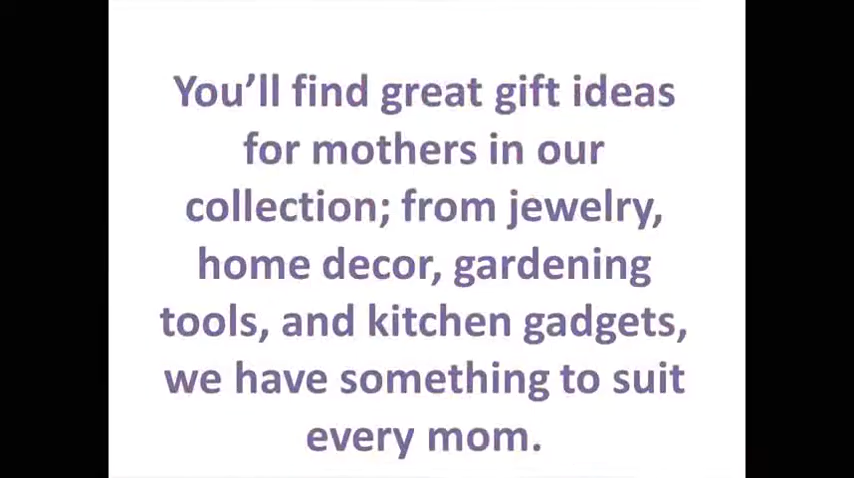 You’ll find great gift ideas
for mothers in our
collection; from jewelry,
home decor, gardening
tools, and kitchen gadgets,
we have something to suit
every mom.